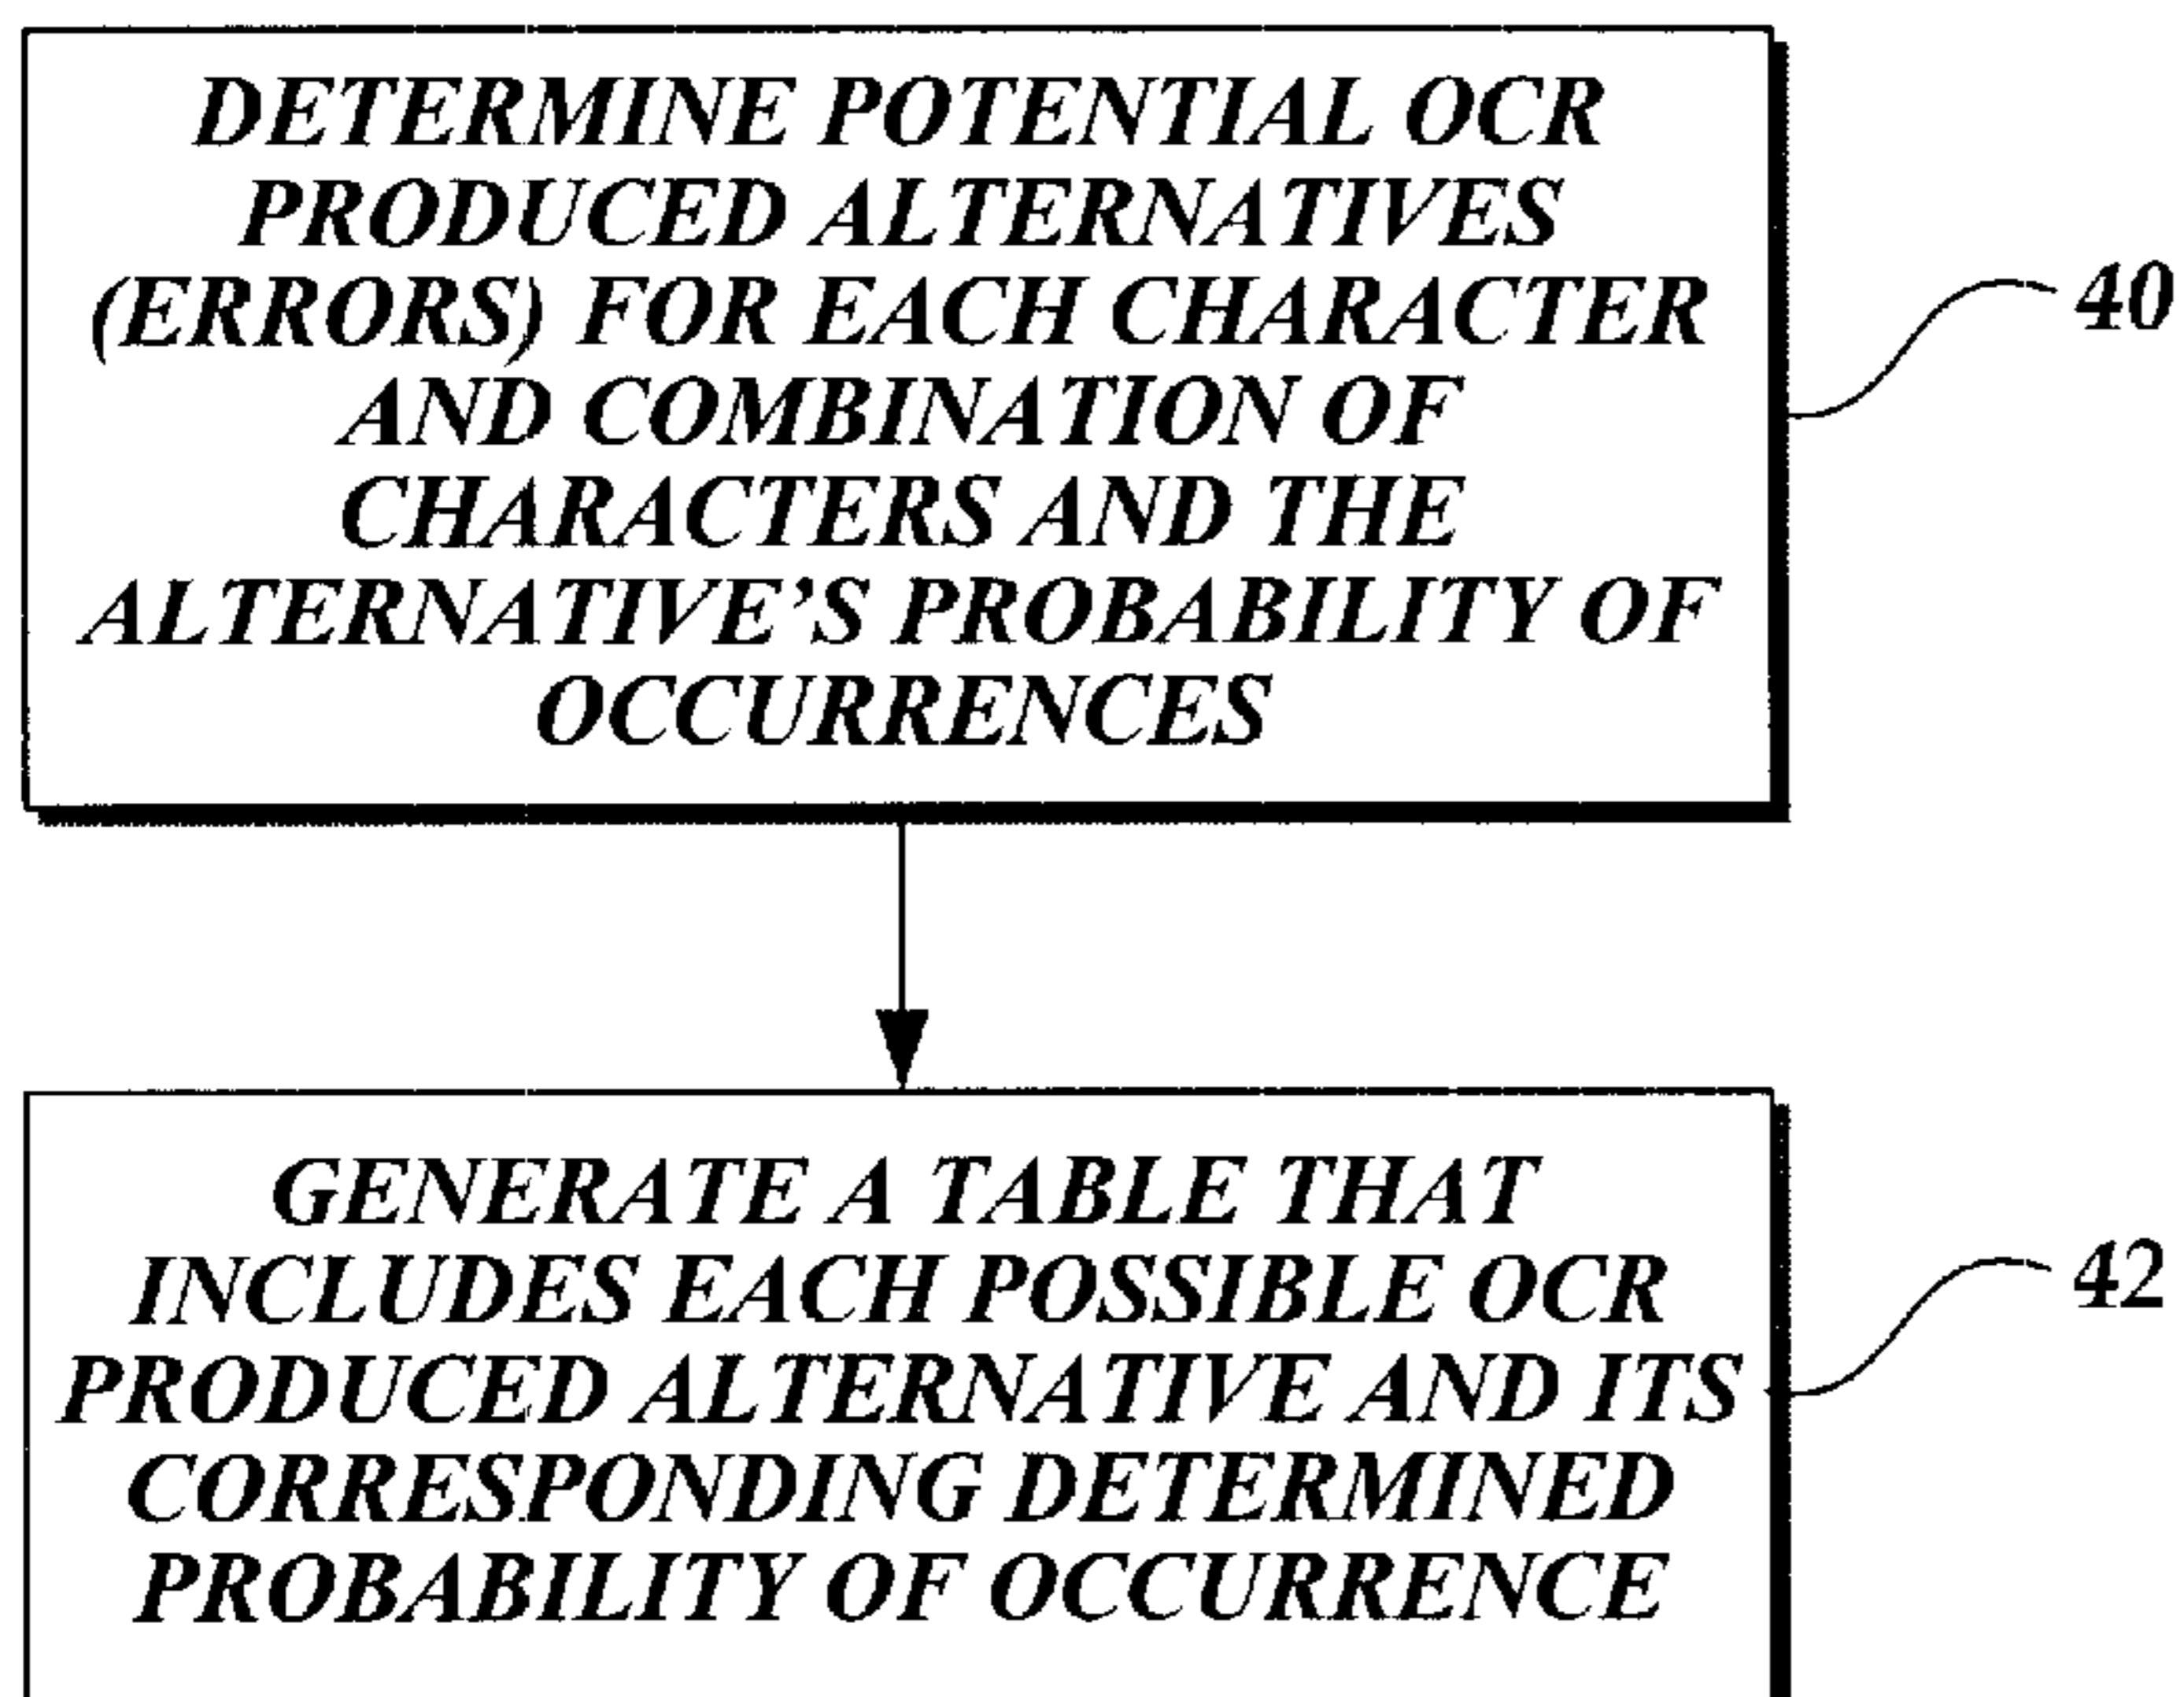 DETERMINE POTENTIAL OCR
PRODUCED ALTERNATIVES
(ERRORS) FOR EACH CHARACTER
AND COMBINATION OF
CHARACTERS AND THE
ALTERNATIVE'S PROBABILITY OF
OCCURRENCES
40
GENERATE A TABLE THAT
INCLUDES EACH POSSIBLE OCR
PRODUCED ALTERNATIVE AND ITS
CORRESPONDING DETERMINED
PROBABILITY OF OCCURRENCE
42